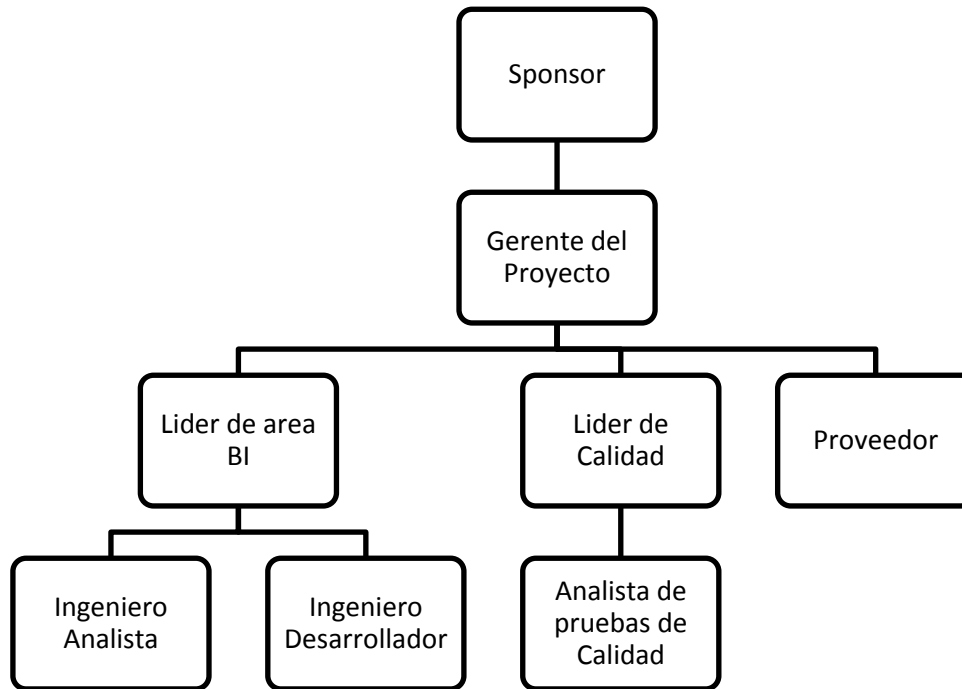 Sponsor
Gerente del
Proyecto
Lider de area
BI
Lider de
Calidad
Proveedor
Ingeniero
Analista
Ingeniero
Desarrollador
Analista de
pruebas de
Calidad